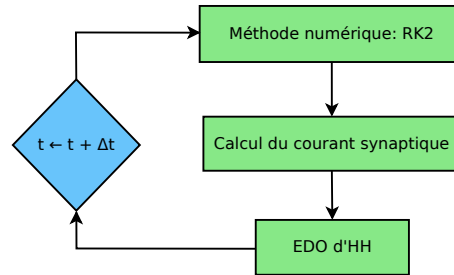 Méthode numérique: RK2
t ← t + Δt
Calcul du courant synaptique
EDO d'HH